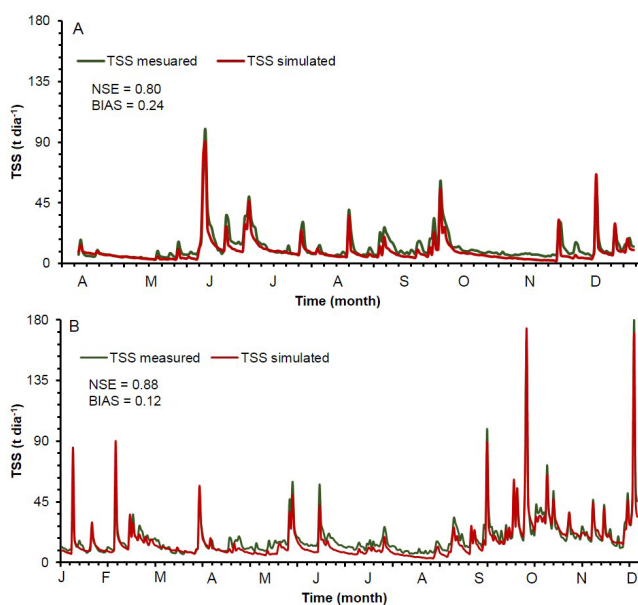 180
A
TSS mesuared TSS simulated
135
NSE = 0.80
BIAS = 0.24
TSS (t dia-1)
90
45
0
A M J J A S O N D
Time (month)
180
B
TSS measured TSS simulated
135
NSE = 0.88
BIAS = 0.12
TSS (t dia-1)
90
45
0
J F M A M J J A S O N D
Time (month)